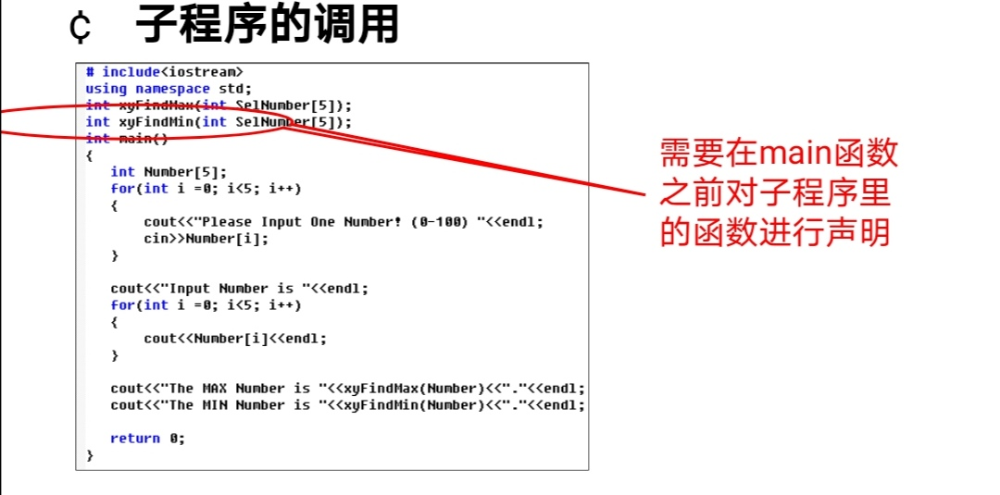 ¢ 子程序的调用
# include<iostream>
using namespace std;
int xyFindMax(int SelNumber[5]);
int xyFindMin(int SelNumber[5]);
int main()
{
int Number[5];
for(int i =0; i<5; i++)
{
cout<<"Please Input One Number! (0-100) "<<endl;
cin>>Number[i];
}
cout<<"Input Number is "<<endl;
for(int i =0; i<5; i++)
{
cout<<Number[i]<<endl;
}
cout<<"The MAX Number is "<<xyFindMax(Number)<<"."<<endl;
cout<<"The MIN Number is "<<xyFindMin(Number)<<"."<<endl;
return 0;
}
需要在main函数
之前对子程序里
的函数进行声明